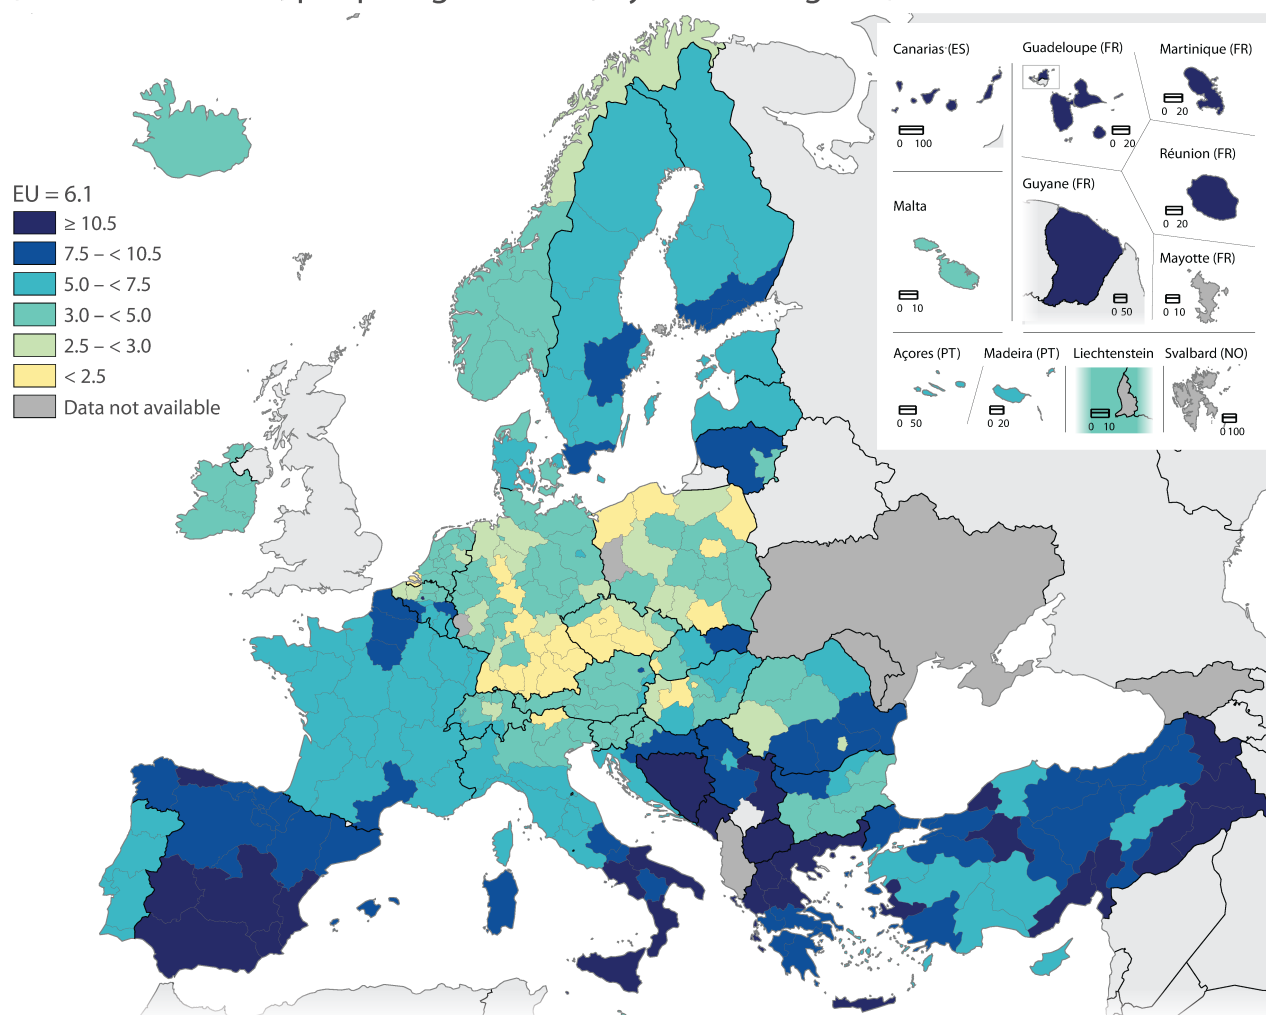 EU = 6.1
≥ 10.5
7.5 – < 10.5
5.0 – < 7.5
3.0 – < 5.0
2.5 – < 3.0
< 2.5
Data not available
Canarias (ES)
0 100
Guadeloupe (FR)
0 20
Martinique (FR)
0 20
Réunion (FR)
0 20
Guyane (FR)
0 50
Malta
0 10
Mayotte (FR)
0 10
Açores (PT)
0 50
Madeira (PT)
0 20
Liechtenstein
0 10
Svalbard (NO)
0 100